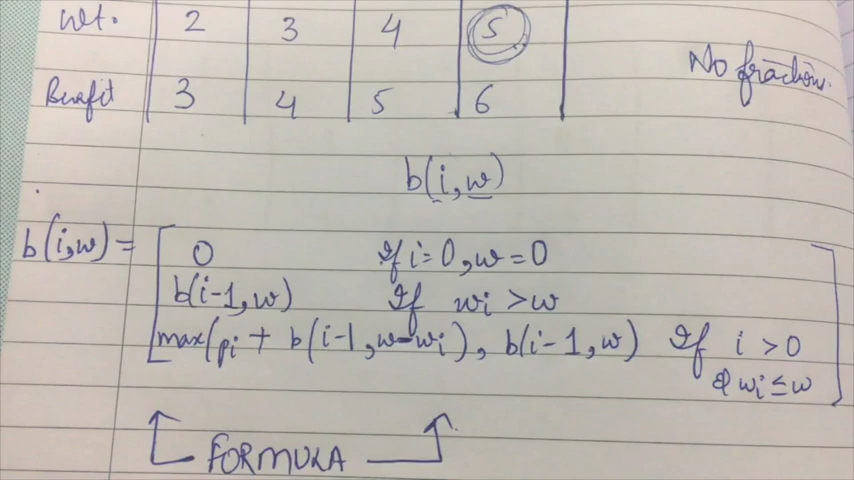 Wt. 2 3 4 5
Benefit 3 4 5 6
No fraction.
b(i,w)
b(i,w) = 0 If i=0, w=0
b(i-1, w) If wi > w
max(pi + b(i-1, w-wi), b(i-1, w) If i > 0
& wi ≤ w
FORMULA